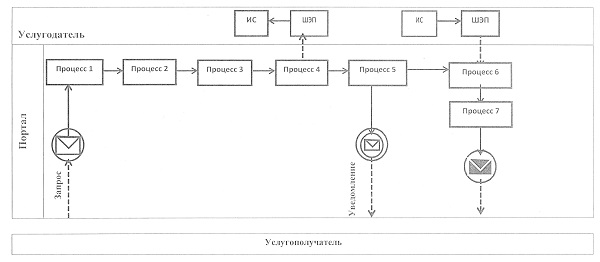 ИС
ШЭП
ИС
ШЭП
Услугодатель
Процесс 1
Процесс 2
Процесс 3
Процесс 4
Процесс 5
Процесс 6
Процесс 7
Портал
Запрос
Уведомление
Услугополучатель